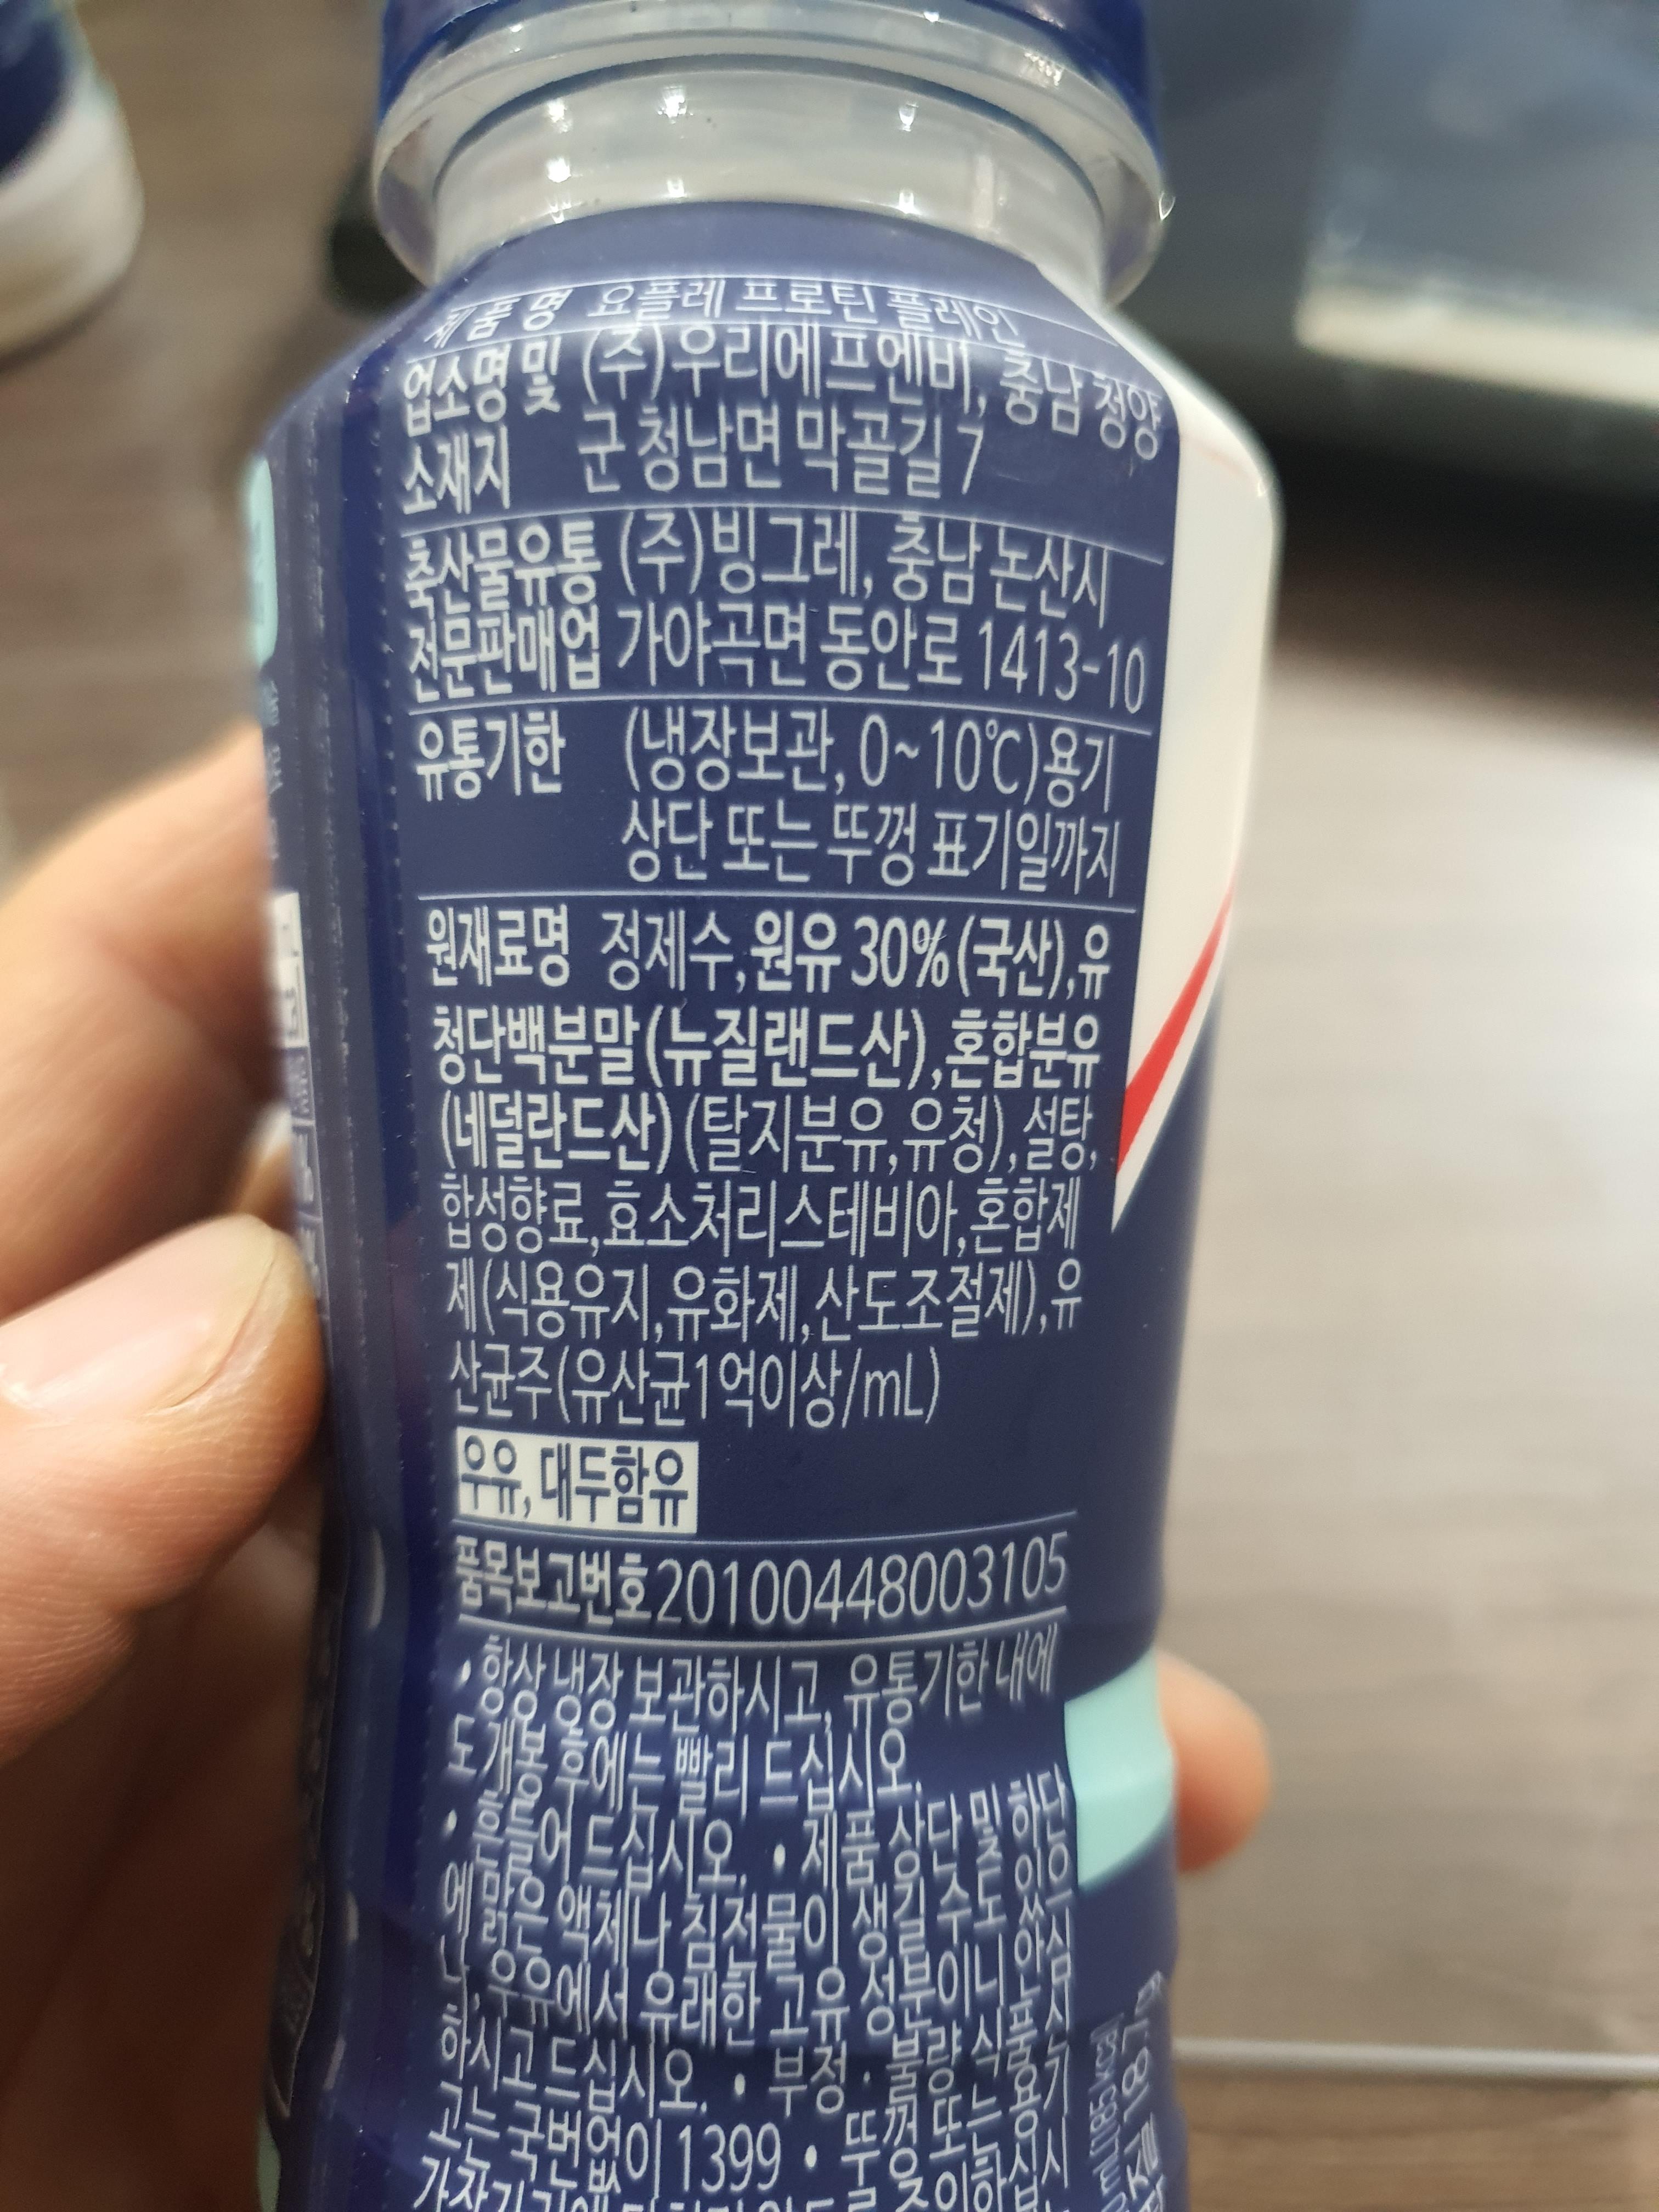 제품명 요플레 프로틴 플레인
업소명 및 (주)우리에프엔비, 충남 청양
소재지 군 청남면 막골길 7
축산물유통 (주)빙그레, 충남 논산시
전문판매업 가야곡면 동안로 1413-10
유통기한 (냉장보관, 0~10℃)용기
상단 또는 뚜껑 표기일까지
원재료명 정제수,원유 30%(국산),유
청단백분말(뉴질랜드산),혼합분유
(네덜란드산)(탈지분유,유청),설탕,
합성향료,효소처리스테비아,혼합제
제(식용유지,유화제,산도조절제),유
산균주(유산균1억이상/mL)
우유, 대두함유
품목보고번호20100448003105
• 항상 냉장 보관하시고, 유통기한 내에
도 개봉 후에는 빨리 드십시오.
• 흔들어 드십시오. • 제품 상단 및 하단
에 맑은 액체나 침전물이 생길 수도 있으
나, 우유에서 유래한 고유 성분이니 안심
하시고 드십시오. • 부정·불량 식품 신
고는 국번없이 1399 • 뚜껑 또는 용기
185 kcal